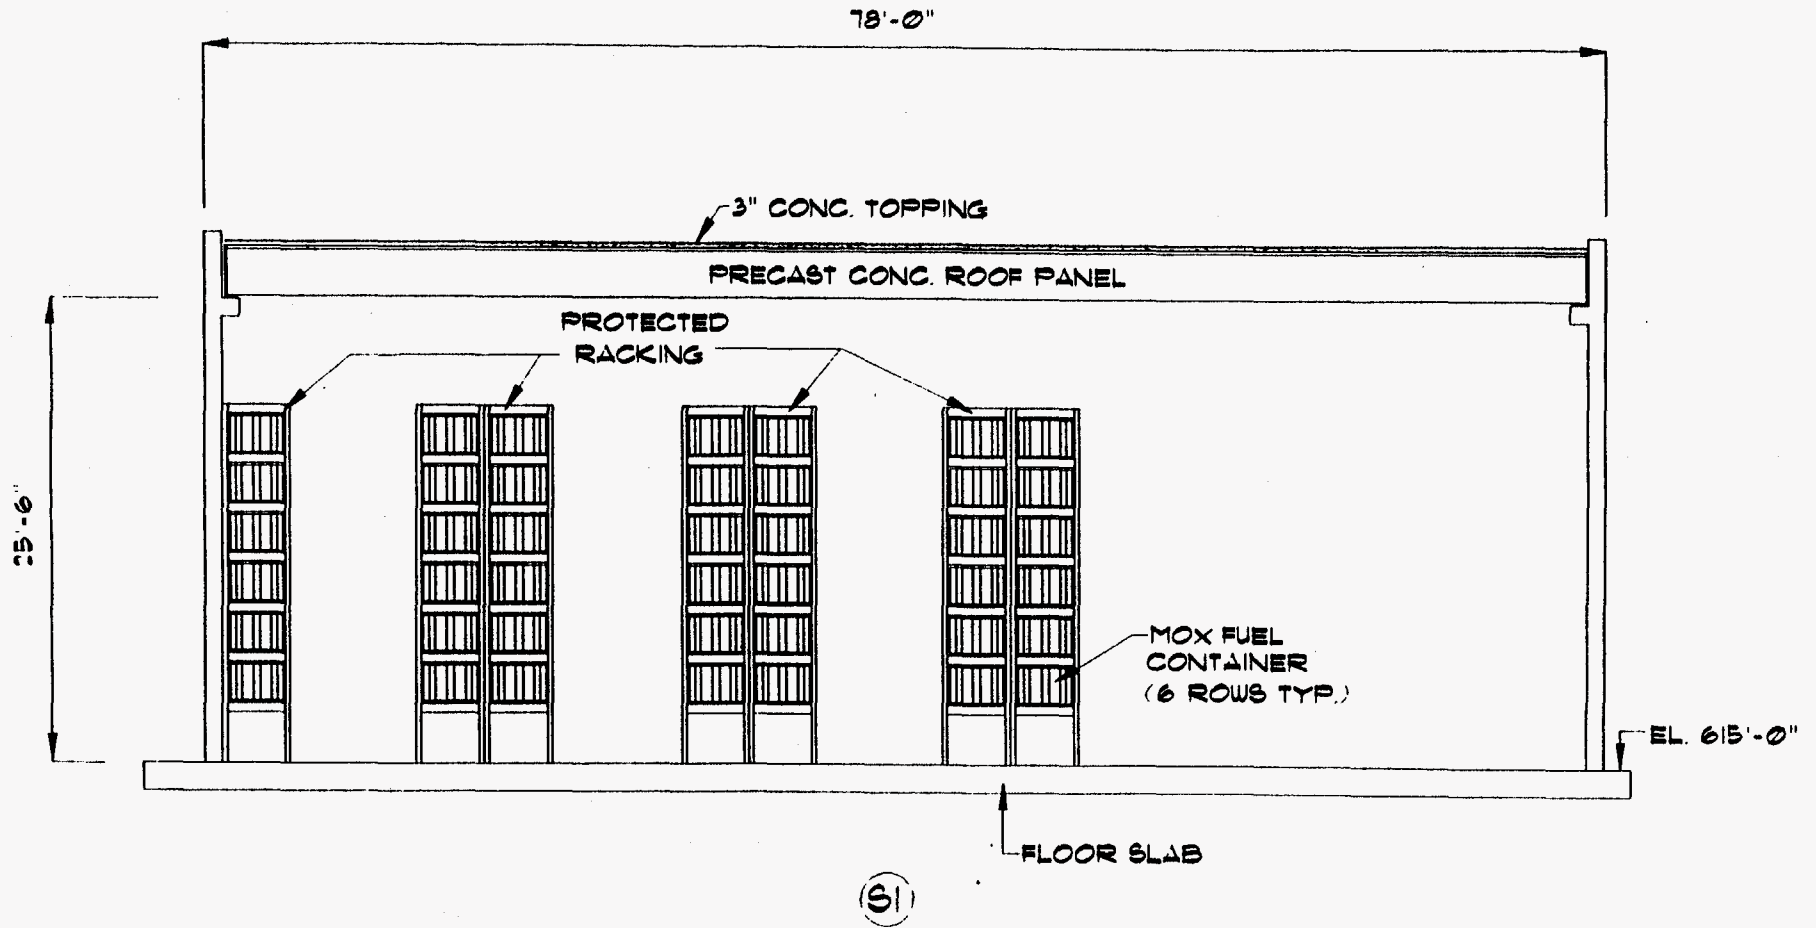 78'-0"
3" CONC. TOPPING
PRECAST CONC. ROOF PANEL
PROTECTED
RACKING
25'-6"
MOX FUEL
CONTAINER
(6 ROWS TYP.)
EL. 615'-0"
FLOOR SLAB
S1